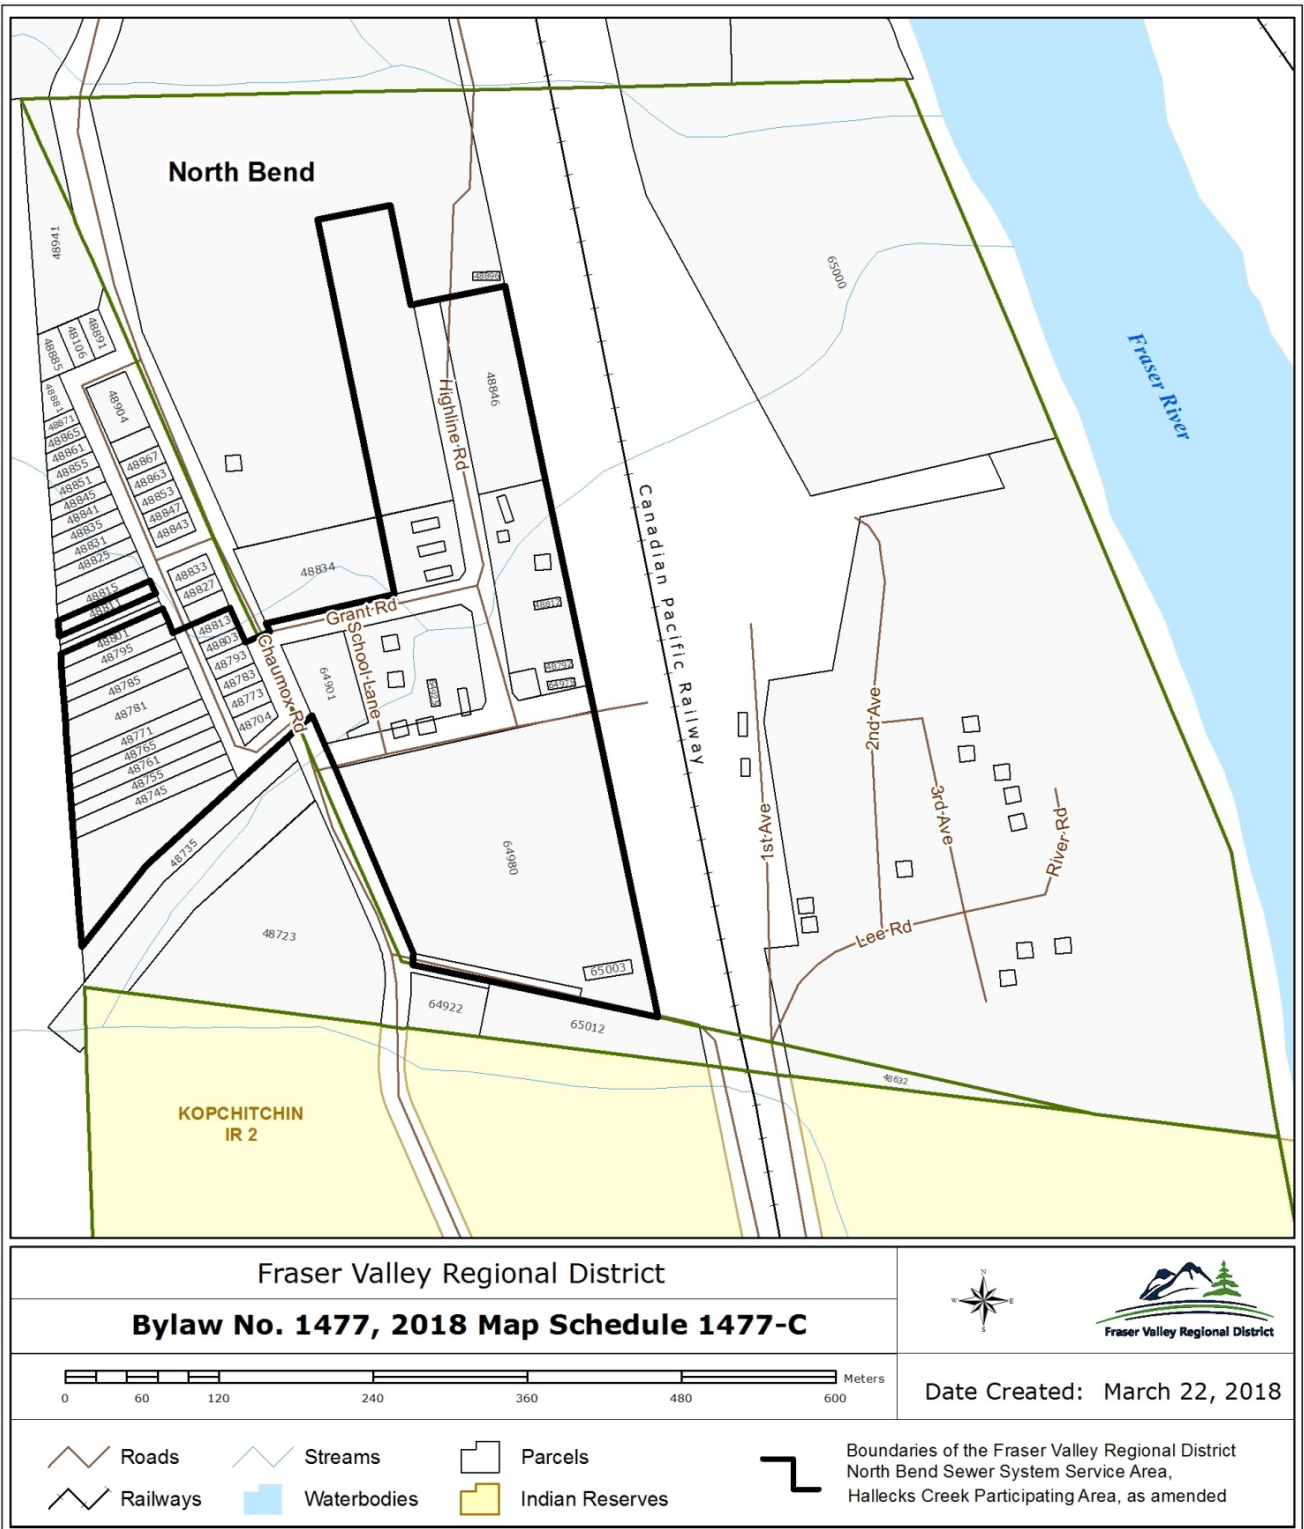 North Bend
48941
65000
48896
Fraser River
48891
48106
48885
48881
48904
48846
Highline Rd
48871
48865
48861
48855
48851
48845
48841
48835
48831
48825
48867
48863
48853
48847
48843
48834
Canadian Pacific Railway
48833
48827
48815
48811
48812
48801
48795
48785
48781
48771
48765
48761
48755
48745
48813
48803
48793
48783
48773
48704
Grant Rd
School Lane
Chaumox Rd
64901
2nd Ave
3rd Ave
1st Ave
River Rd
Lee Rd
48735
64980
48723
65003
64922
65012
48632
KOPCHITCHIN
IR 2
Fraser Valley Regional District
Bylaw No. 1477, 2018 Map Schedule 1477-C
N
W
E
S
Fraser Valley Regional District
0 60 120 240 360 480 600
Meters
Date Created: March 22, 2018
Roads
Streams
Parcels
Railways
Waterbodies
Indian Reserves
Boundaries of the Fraser Valley Regional District
North Bend Sewer System Service Area,
Hallecks Creek Participating Area, as amended